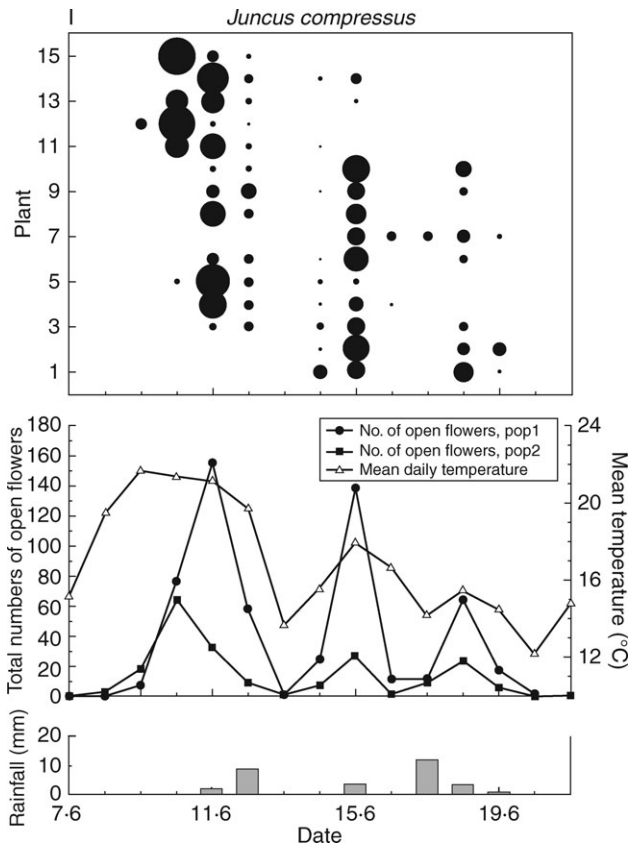 I
Juncus compressus
15
13
11
9
7
5
3
1
Plant
180
160
140
120
100
80
60
40
20
0
Total numbers of open flowers
No. of open flowers, pop1
No. of open flowers, pop2
Mean daily temperature
24
20
16
12
Mean temperature (°C)
20
10
0
Rainfall (mm)
7·6
11·6
15·6
19·6
Date